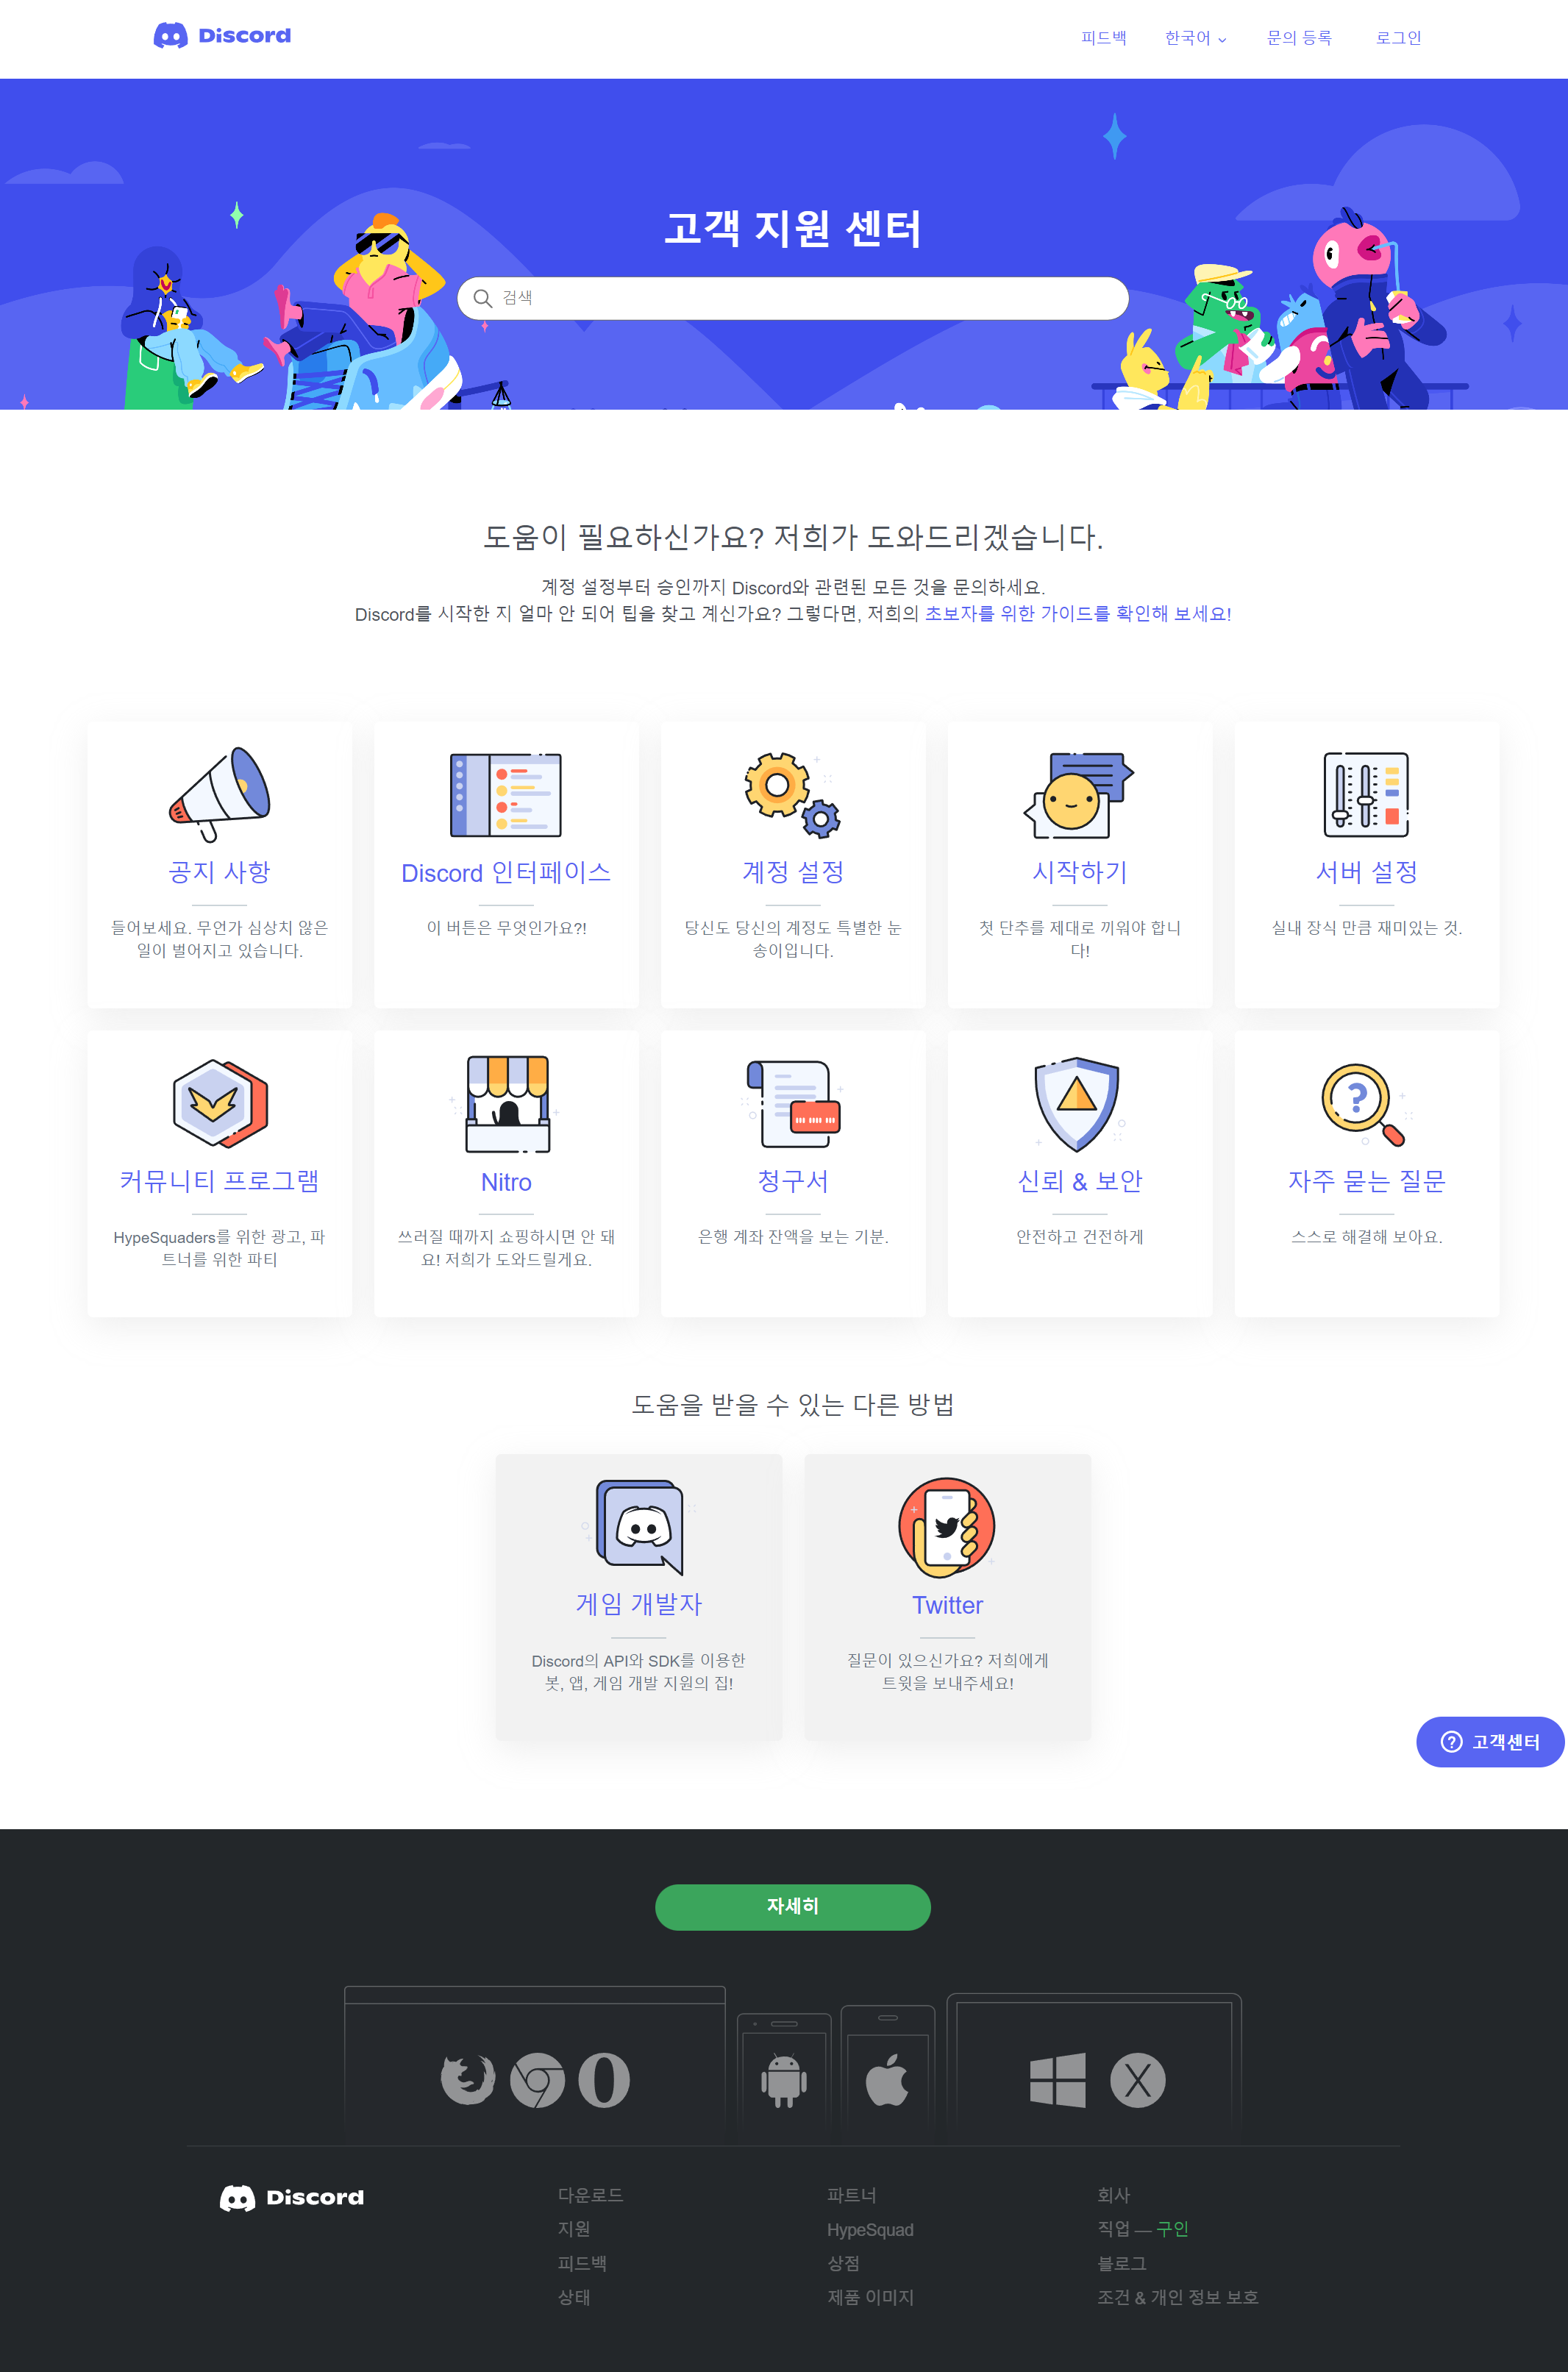 Discord
피드백
한국어
문의 등록
로그인
고객 지원 센터
검색
도움이 필요하신가요? 저희가 도와드리겠습니다.
계정 설정부터 승인까지 Discord와 관련된 모든 것을 문의하세요.
Discord를 시작한 지 얼마 안 되어 팁을 찾고 계신가요? 그렇다면, 저희의 초보자를 위한 가이드를 확인해 보세요!
공지 사항
들어보세요. 무언가 심상치 않은
일이 벌어지고 있습니다.
Discord 인터페이스
이 버튼은 무엇인가요?!
계정 설정
당신도 당신의 계정도 특별한 눈
송이입니다.
시작하기
첫 단추를 제대로 끼워야 합니
다!
서버 설정
실내 장식 만큼 재미있는 것.
커뮤니티 프로그램
HypeSquaders를 위한 광고, 파
트너를 위한 파티
Nitro
쓰러질 때까지 쇼핑하시면 안 돼
요! 저희가 도와드릴게요.
청구서
은행 계좌 잔액을 보는 기분.
신뢰 & 보안
안전하고 건전하게
?
자주 묻는 질문
스스로 해결해 보아요.
도움을 받을 수 있는 다른 방법
게임 개발자
Discord의 API와 SDK를 이용한
봇, 앱, 게임 개발 지원의 집!
Twitter
질문이 있으신가요? 저희에게
트윗을 보내주세요!
? 고객센터
자세히
X
Discord
다운로드
지원
피드백
상태
파트너
HypeSquad
상점
제품 이미지
회사
직업 — 구인
블로그
조건 & 개인 정보 보호